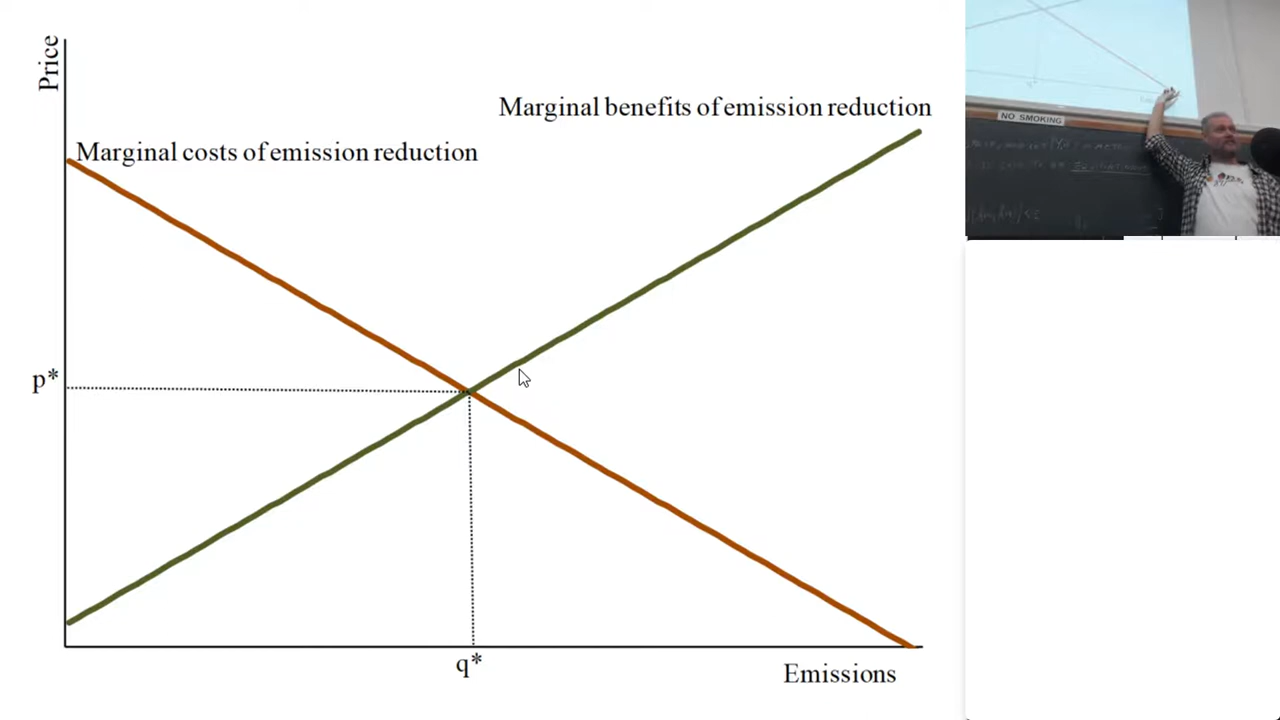 Price
Marginal benefits of emission reduction
Marginal costs of emission reduction
p*
q*
Emissions
NO SMOKING